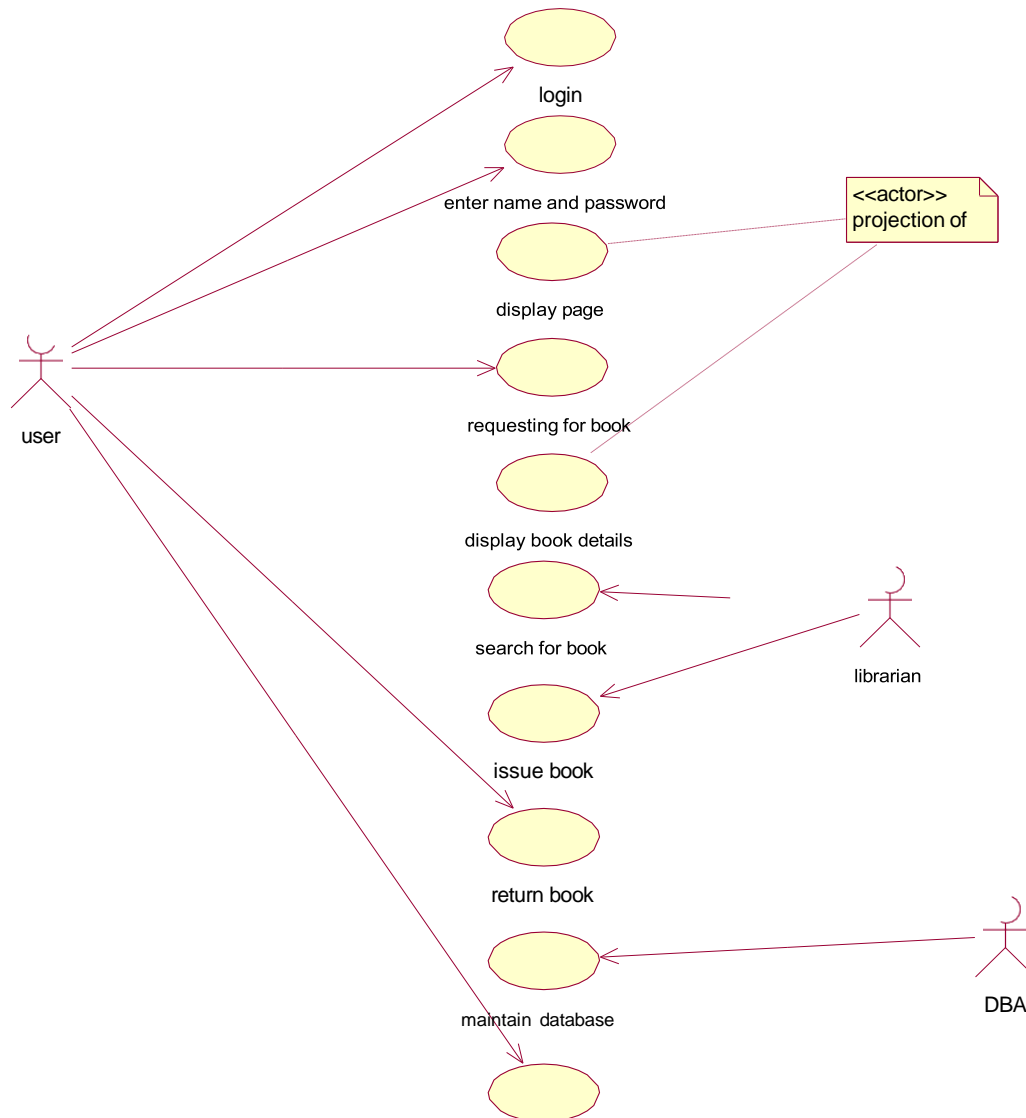 login
enter name and password
<<actor>>
projection of
display page
user
requesting for book
display book details
search for book
librarian
issue book
return book
DBA
maintain database